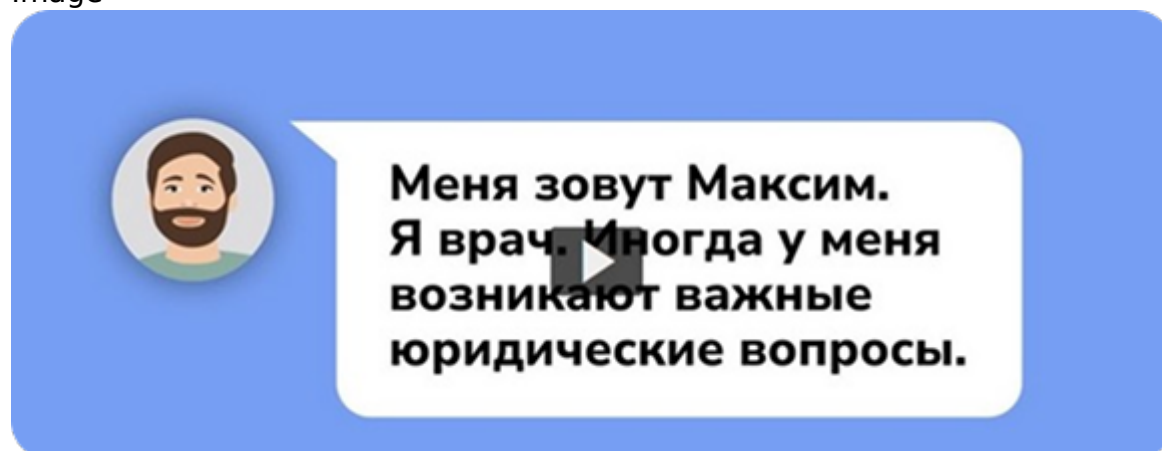 Меня зовут Максим.
Я врач. Иногда у меня
возникают важные
юридические вопросы.